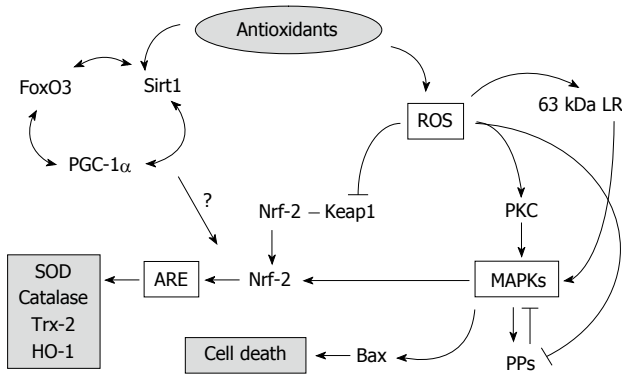 Antioxidants
FoxO3
Sirt1
PGC-1α
ROS
63 kDa LR
?
Nrf-2 – Keap1
PKC
SOD
Catalase
Trx-2
HO-1
ARE
Nrf-2
MAPKs
Cell death
Bax
PPs